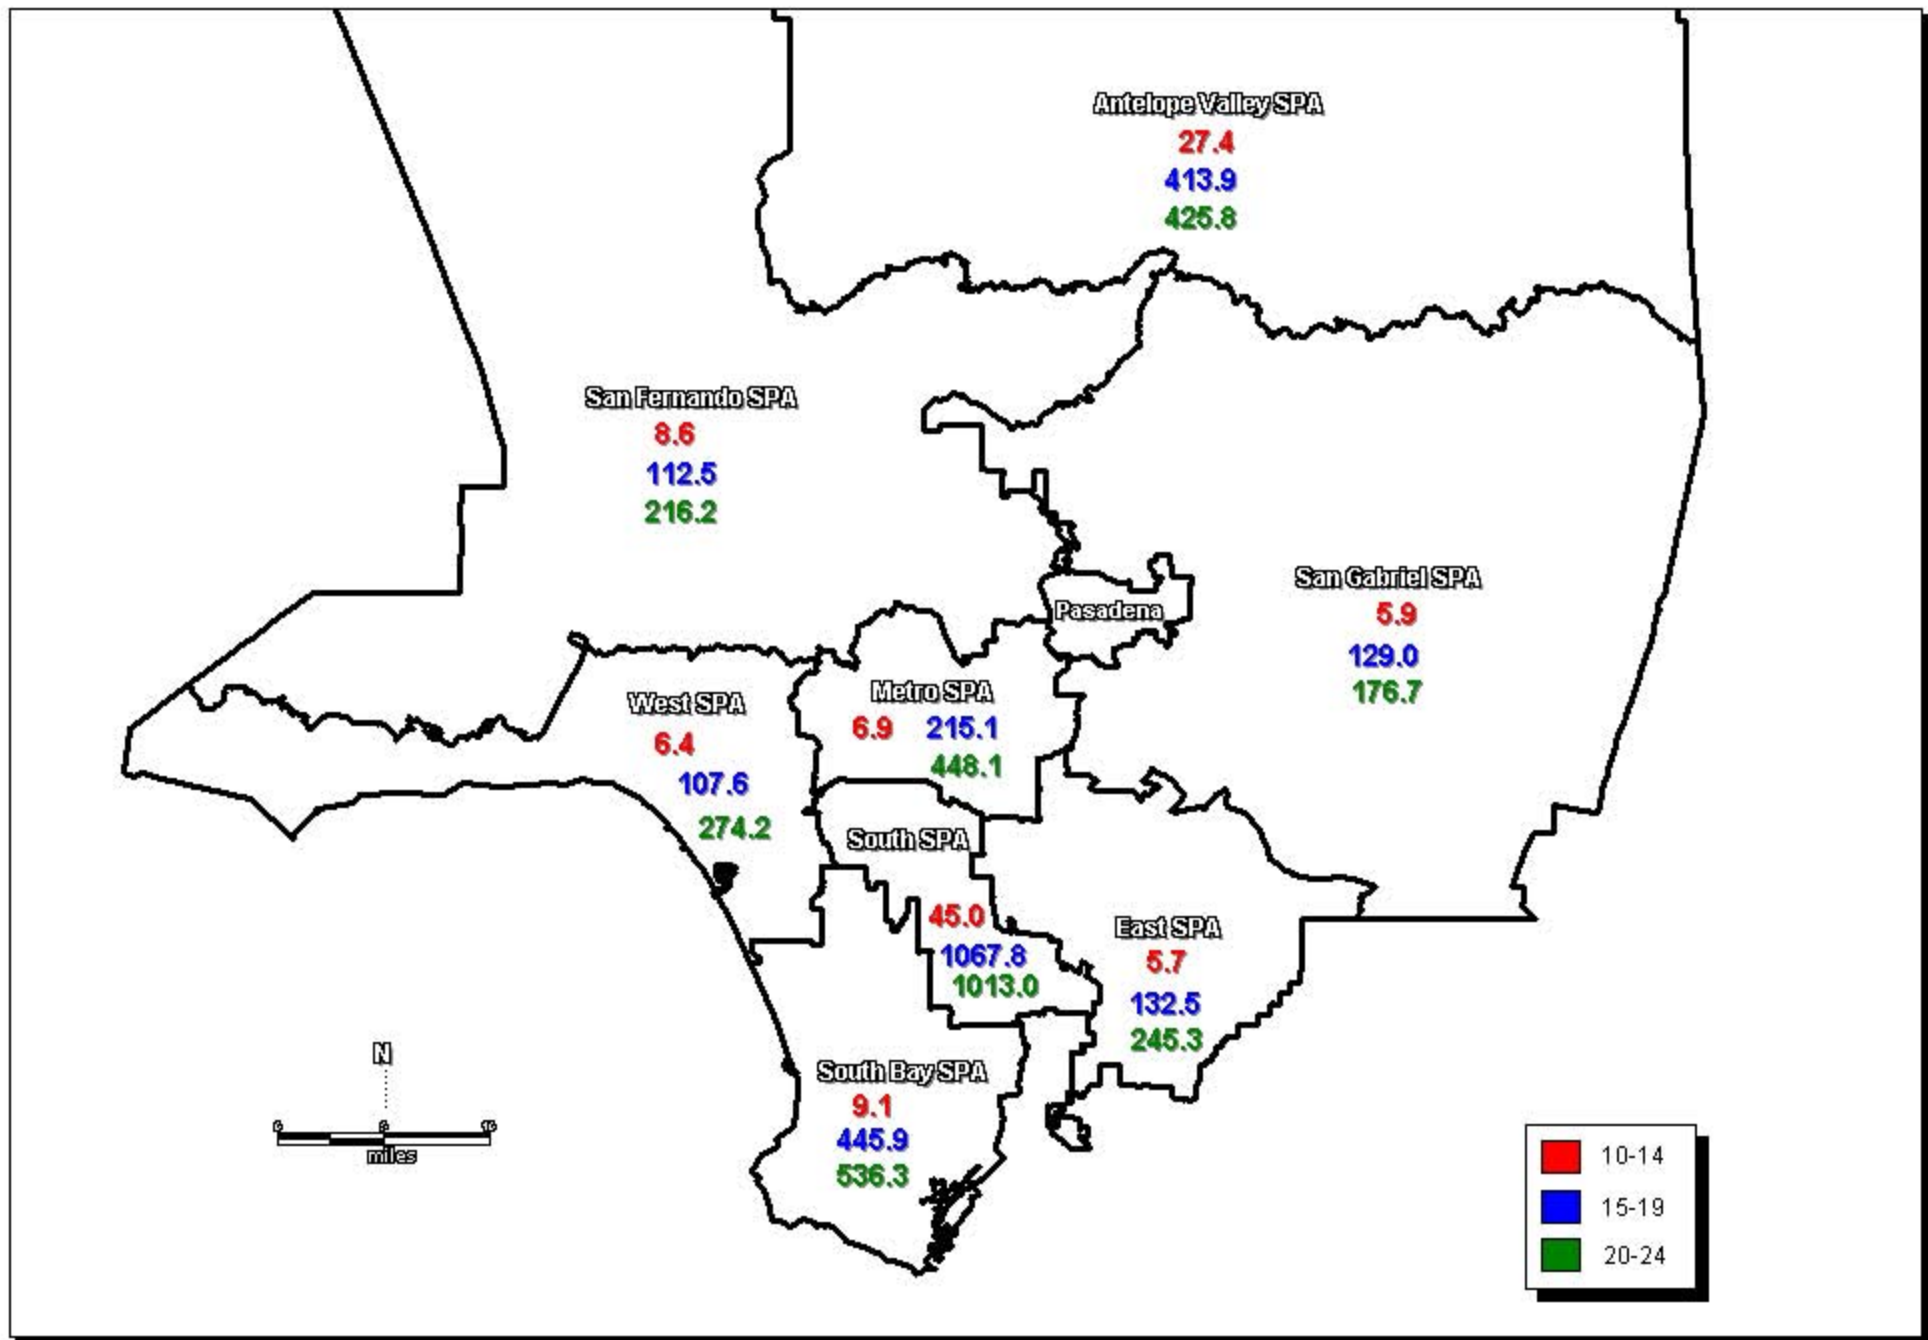 Antelope Valley SPA
27.4
413.9
425.8
San Fernando SPA
8.6
112.5
216.2
San Gabriel SPA
5.9
129.0
176.7
Pasadena
West SPA
6.4
107.6
274.2
Metro SPA
6.9 215.1
448.1
South SPA
45.0
1067.8
1013.0
East SPA
5.7
132.5
245.3
South Bay SPA
9.1
445.9
536.3
N
miles
10-14
15-19
20-24